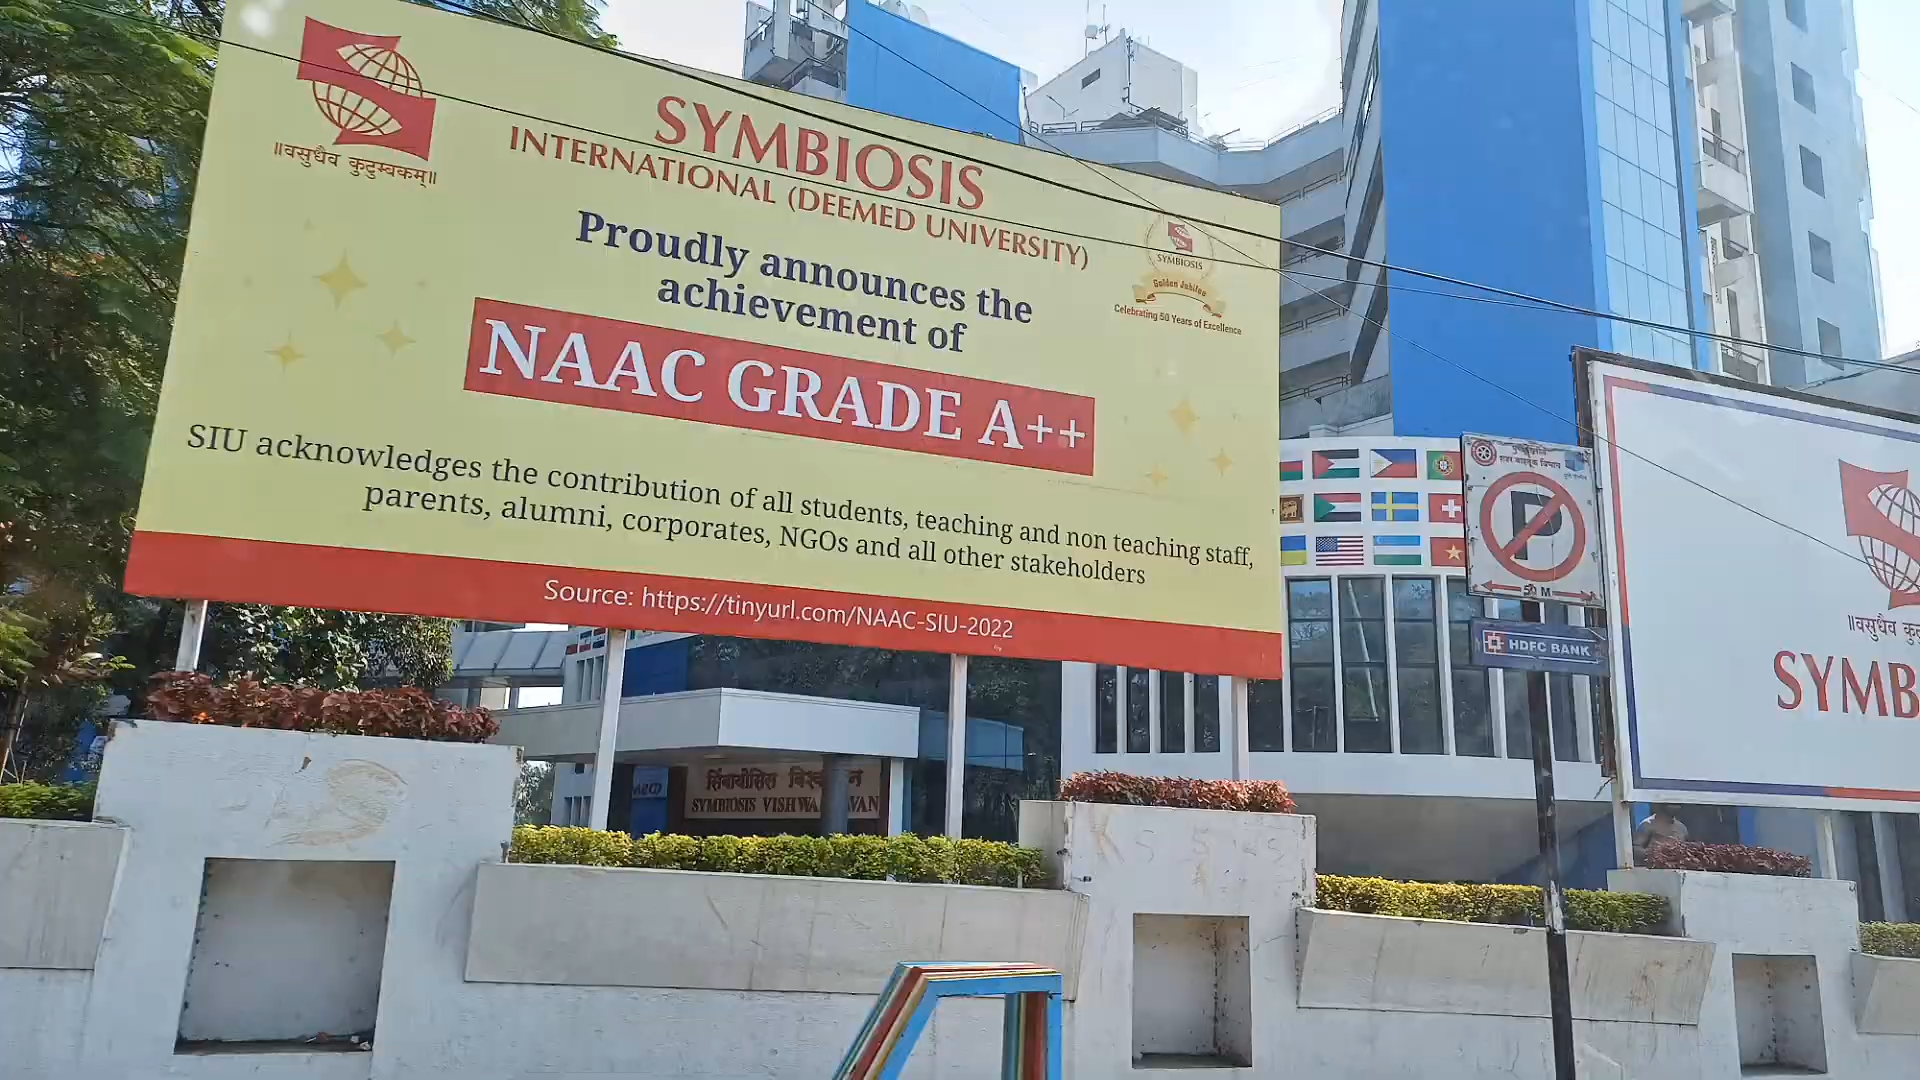 ॥वसुधैव कुटुम्बकम्॥
SYMBIOSIS
INTERNATIONAL (DEEMED UNIVERSITY)
Proudly announces the
achievement of
NAAC GRADE A++
SIU acknowledges the contribution of all students, teaching and non teaching staff,
parents, alumni, corporates, NGOs and all other stakeholders
Source: https://tinyurl.com/NAAC-SIU-2022
SYMBIOSIS
Golden Jubilee
Celebrating 50 Years of Excellence
P
50 M
HDFC BANK
SYMB
सिंबायोसिस
SYMBIOSIS